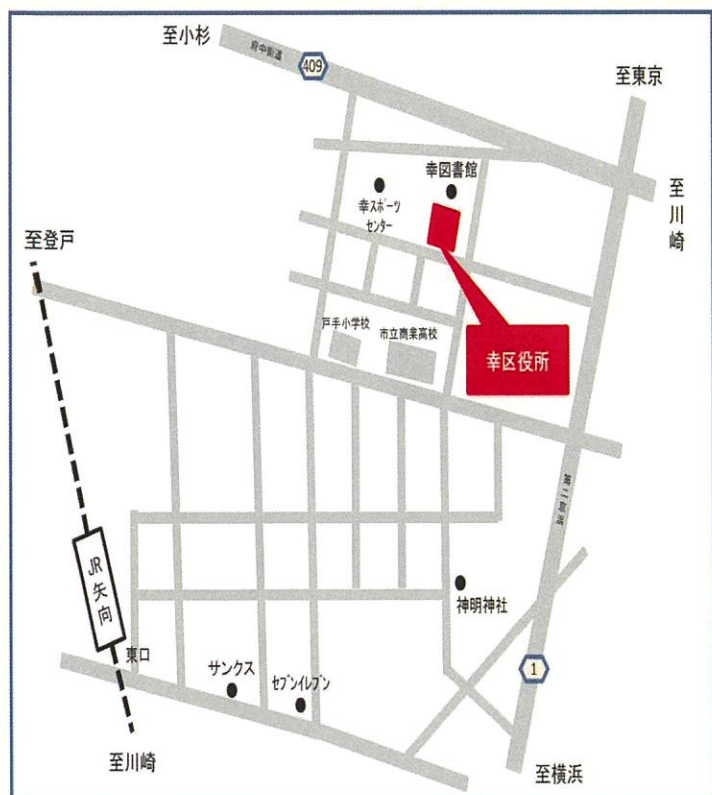 至小杉
府中街道
409
至東京
幸図書館
幸スポーツ
センター
至川崎
至登戸
戸手小学校
市立商業高校
幸区役所
第二京浜
JR矢向
神明神社
東口
サンクス
セブンイレブン
1
至川崎
至横浜